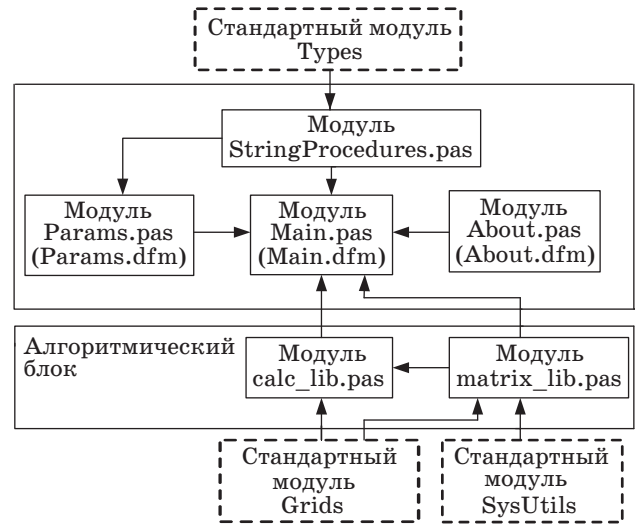 Стандартный модуль
Types
Модуль
StringProcedures.pas
Модуль
Params.pas
(Params.dfm)
Модуль
Main.pas
(Main.dfm)
Модуль
About.pas
(About.dfm)
Алгоритмический
блок
Модуль
calc_lib.pas
Модуль
matrix_lib.pas
Стандартный
модуль
Grids
Стандартный
модуль
SysUtils